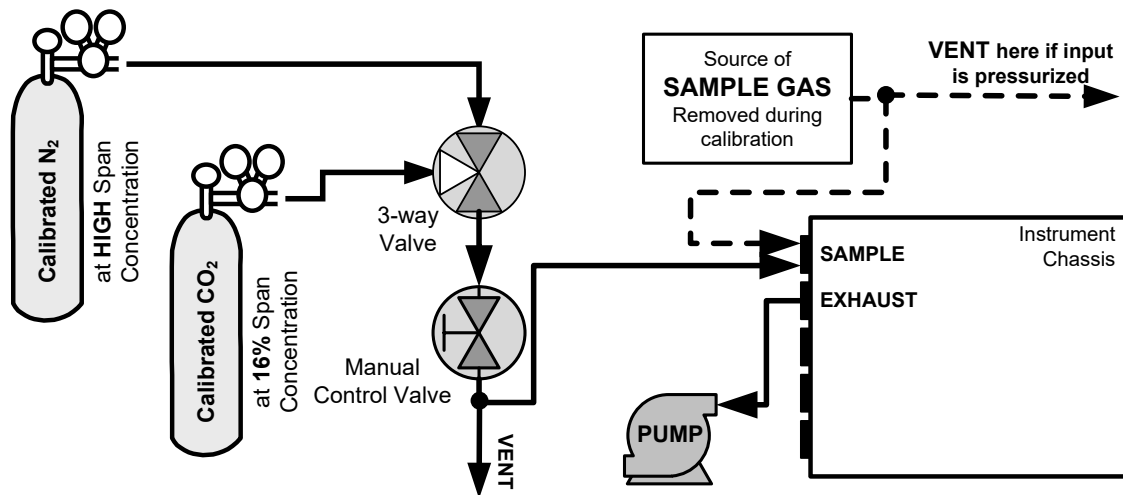 Calibrated N₂
at HIGH Span
Concentration
Calibrated CO₂
at 16% Span
Concentration
3-way
Valve
Manual
Control Valve
VENT
Source of
SAMPLE GAS
Removed during
calibration
VENT here if input
is pressurized
SAMPLE
EXHAUST
Instrument
Chassis
PUMP